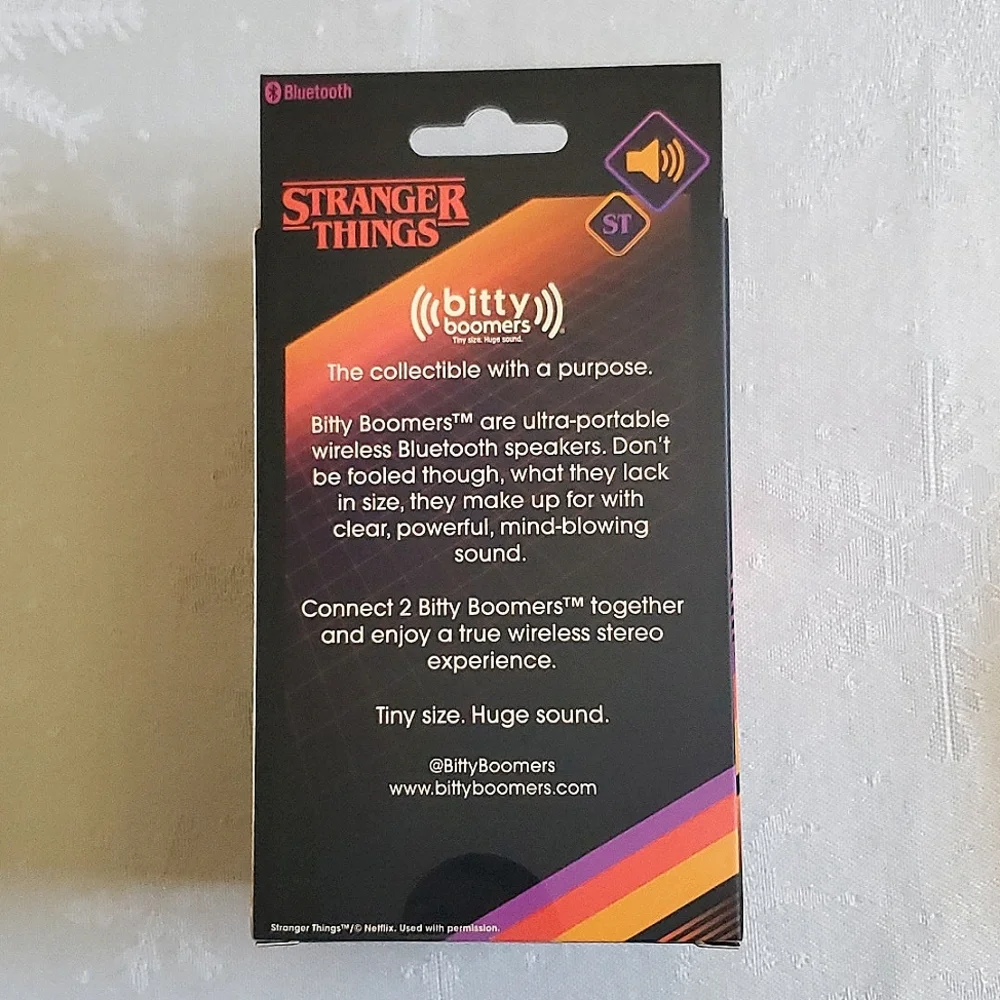 Bluetooth
STRANGER
THINGS
ST
bitty
boomers
Tiny size. Huge sound.
The collectible with a purpose.
Bitty Boomers™ are ultra-portable
wireless Bluetooth speakers. Don't
be fooled though, what they lack
in size, they make up for with
clear, powerful, mind-blowing
sound.
Connect 2 Bitty Boomers™ together
and enjoy a true wireless stereo
experience.
Tiny size. Huge sound.
@BittyBoomers
www.bittyboomers.com
Stranger Things™/© Netflix. Used with permission.